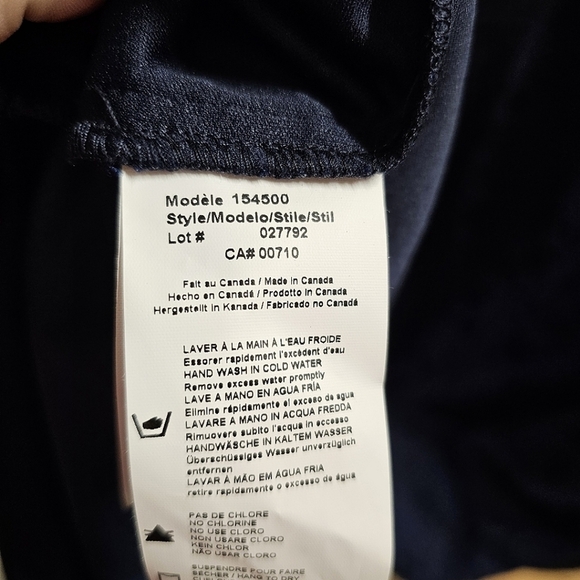 Modèle 154500
Style/Modelo/Stile/Stil
Lot # 027792
CA# 00710
Fait au Canada / Made in Canada
Hecho en Canadá / Prodotto in Canada
Hergestellt in Kanada / Fabricado no Canadá
LAVER À LA MAIN À L'EAU FROIDE
Essorer rapidement l'excédent d'eau
HAND WASH IN COLD WATER
Remove excess water promptly
LAVE A MANO EN AGUA FRÍA
Elimine rápidamente el exceso de agua
LAVARE A MANO IN ACQUA FREDDA
Rimuovere subito l'acqua in accesso
HANDWÄSCHE IN KALTEM WASSER
Überschüssiges Wasser unverzüglich
entfernen
LAVAR À MÃO EM ÁGUA FRIA
retire rapidamente o excesso de água
PAS DE CHLORE
NO CHLORINE
NO USE CLORO
NON USARE CLORO
KEIN CHLOR
NÃO USAR CLORO
SUSPENDRE POUR FAIRE
SÉCHER / HANG TO DRY